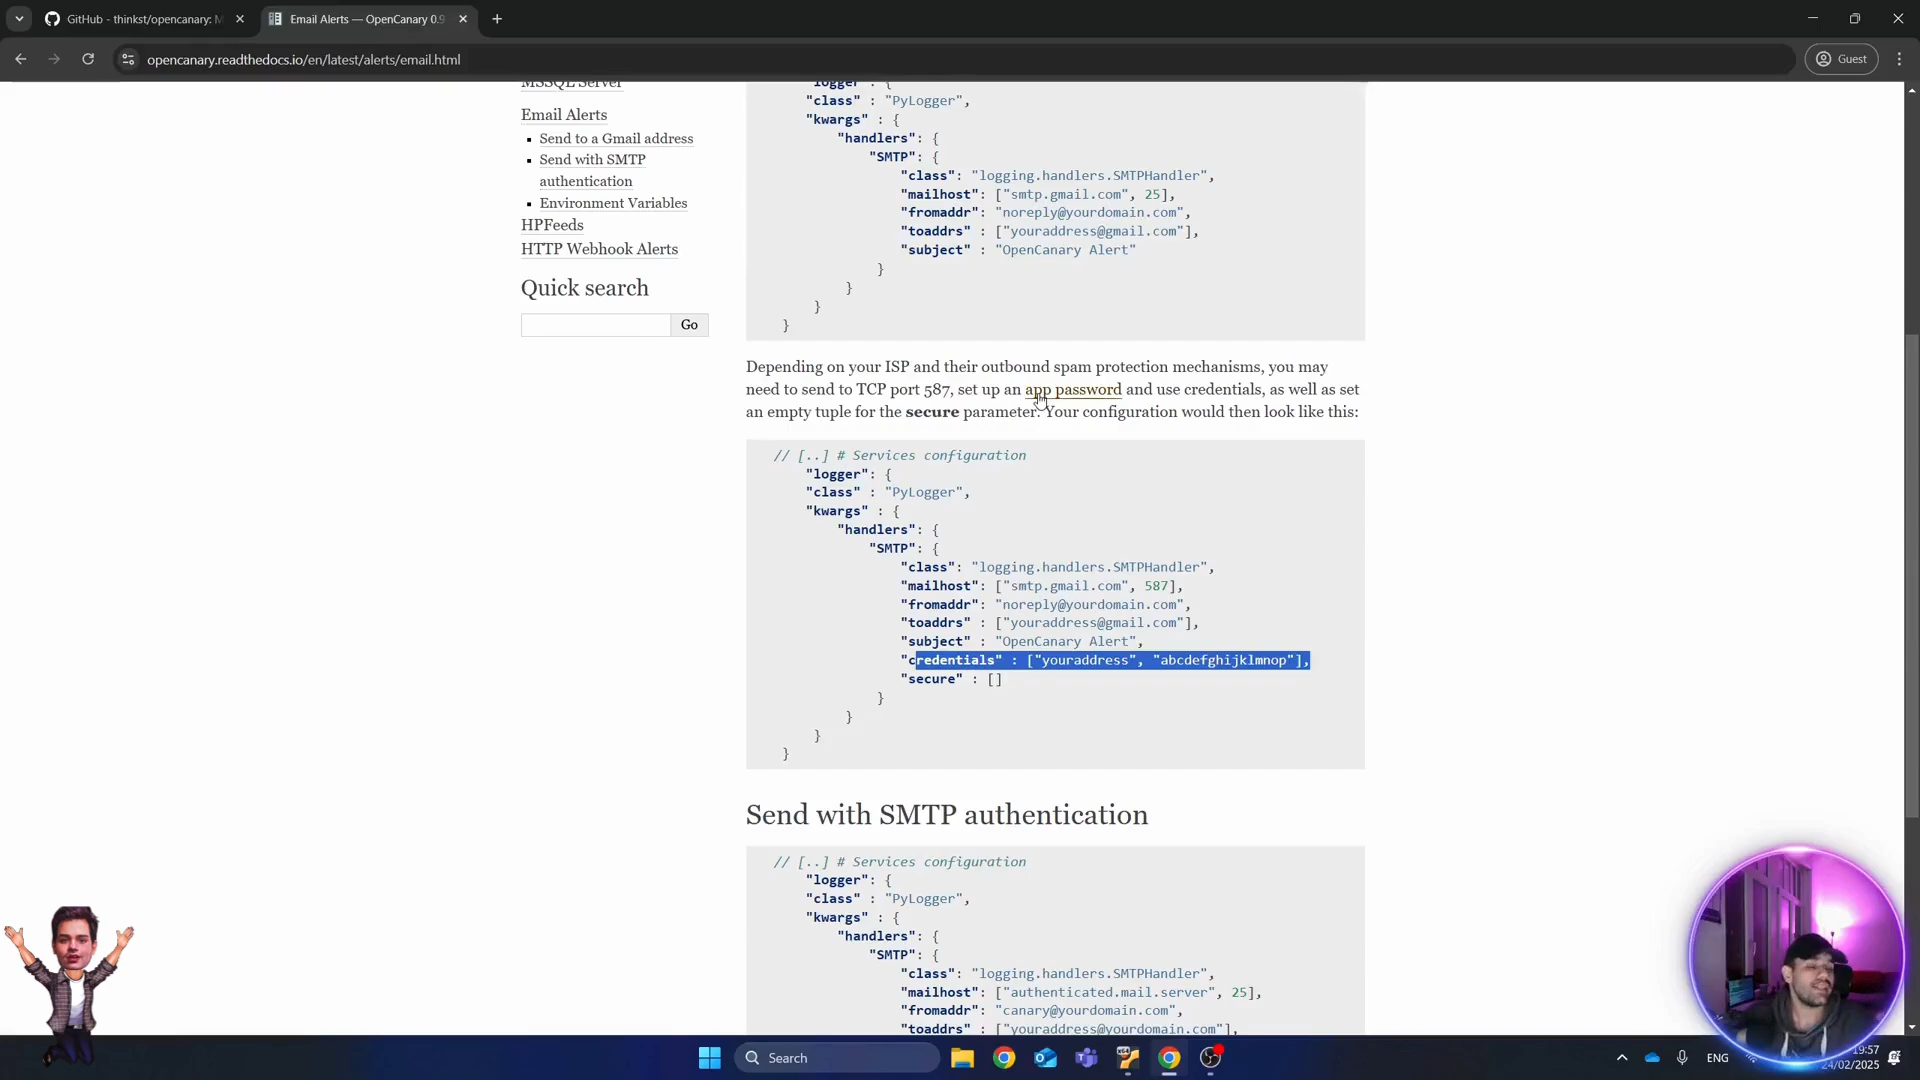 GitHub - thinkst/opencanary: M
Email Alerts — OpenCanary 0.9
opencanary.readthedocs.io/en/latest/alerts/email.html
Guest
MSSQL Server
Email Alerts
Send to a Gmail address
Send with SMTP
authentication
Environment Variables
HPFeeds
HTTP Webhook Alerts
Quick search
Go
"logger": {
"class" : "PyLogger",
"kwargs" : {
"handlers": {
"SMTP": {
"class": "logging.handlers.SMTPHandler",
"mailhost": ["smtp.gmail.com", 25],
"fromaddr": "noreply@yourdomain.com",
"toaddrs" : ["youraddress@gmail.com"],
"subject" : "OpenCanary Alert"
}
}
}
}
Depending on your ISP and their outbound spam protection mechanisms, you may
need to send to TCP port 587, set up an app password and use credentials, as well as set
an empty tuple for the secure parameter. Your configuration would then look like this:
// [..] # Services configuration
"logger": {
"class" : "PyLogger",
"kwargs" : {
"handlers": {
"SMTP": {
"class": "logging.handlers.SMTPHandler",
"mailhost": ["smtp.gmail.com", 587],
"fromaddr": "noreply@yourdomain.com",
"toaddrs" : ["youraddress@gmail.com"],
"subject" : "OpenCanary Alert",
"credentials" : ["youraddress", "abcdefghijklmnop"],
"secure" : []
}
}
}
}
Send with SMTP authentication
// [..] # Services configuration
"logger": {
"class" : "PyLogger",
"kwargs" : {
"handlers": {
"SMTP": {
"class": "logging.handlers.SMTPHandler",
"mailhost": ["authenticated.mail.server", 25],
"fromaddr": "canary@yourdomain.com",
"toaddrs" : ["youraddress@yourdomain.com"],
Search
ENG
19:57
24/02/2025